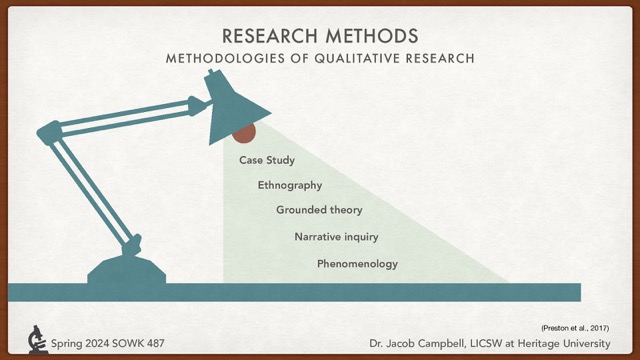 RESEARCH METHODS
METHODOLOGIES OF QUALITATIVE RESEARCH
Case Study
Ethnography
Grounded theory
Narrative inquiry
Phenomenology
(Preston et al., 2017)
Spring 2024 SOWK 487
Dr. Jacob Campbell, LICSW at Heritage University